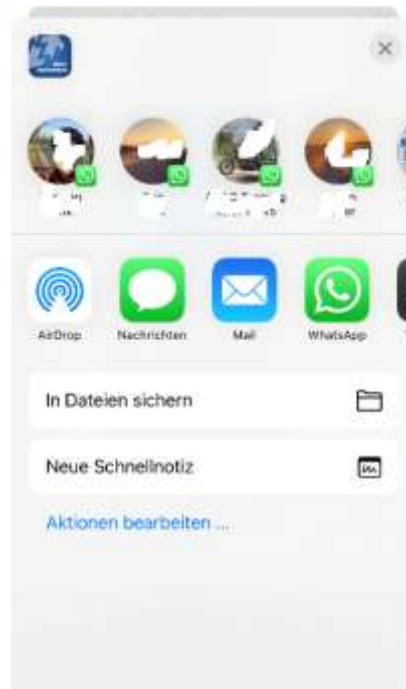 AirDrop
Nachrichten
Mail
WhatsApp
In Dateien sichern
Neue Schnellnotiz
Aktionen bearbeiten ...